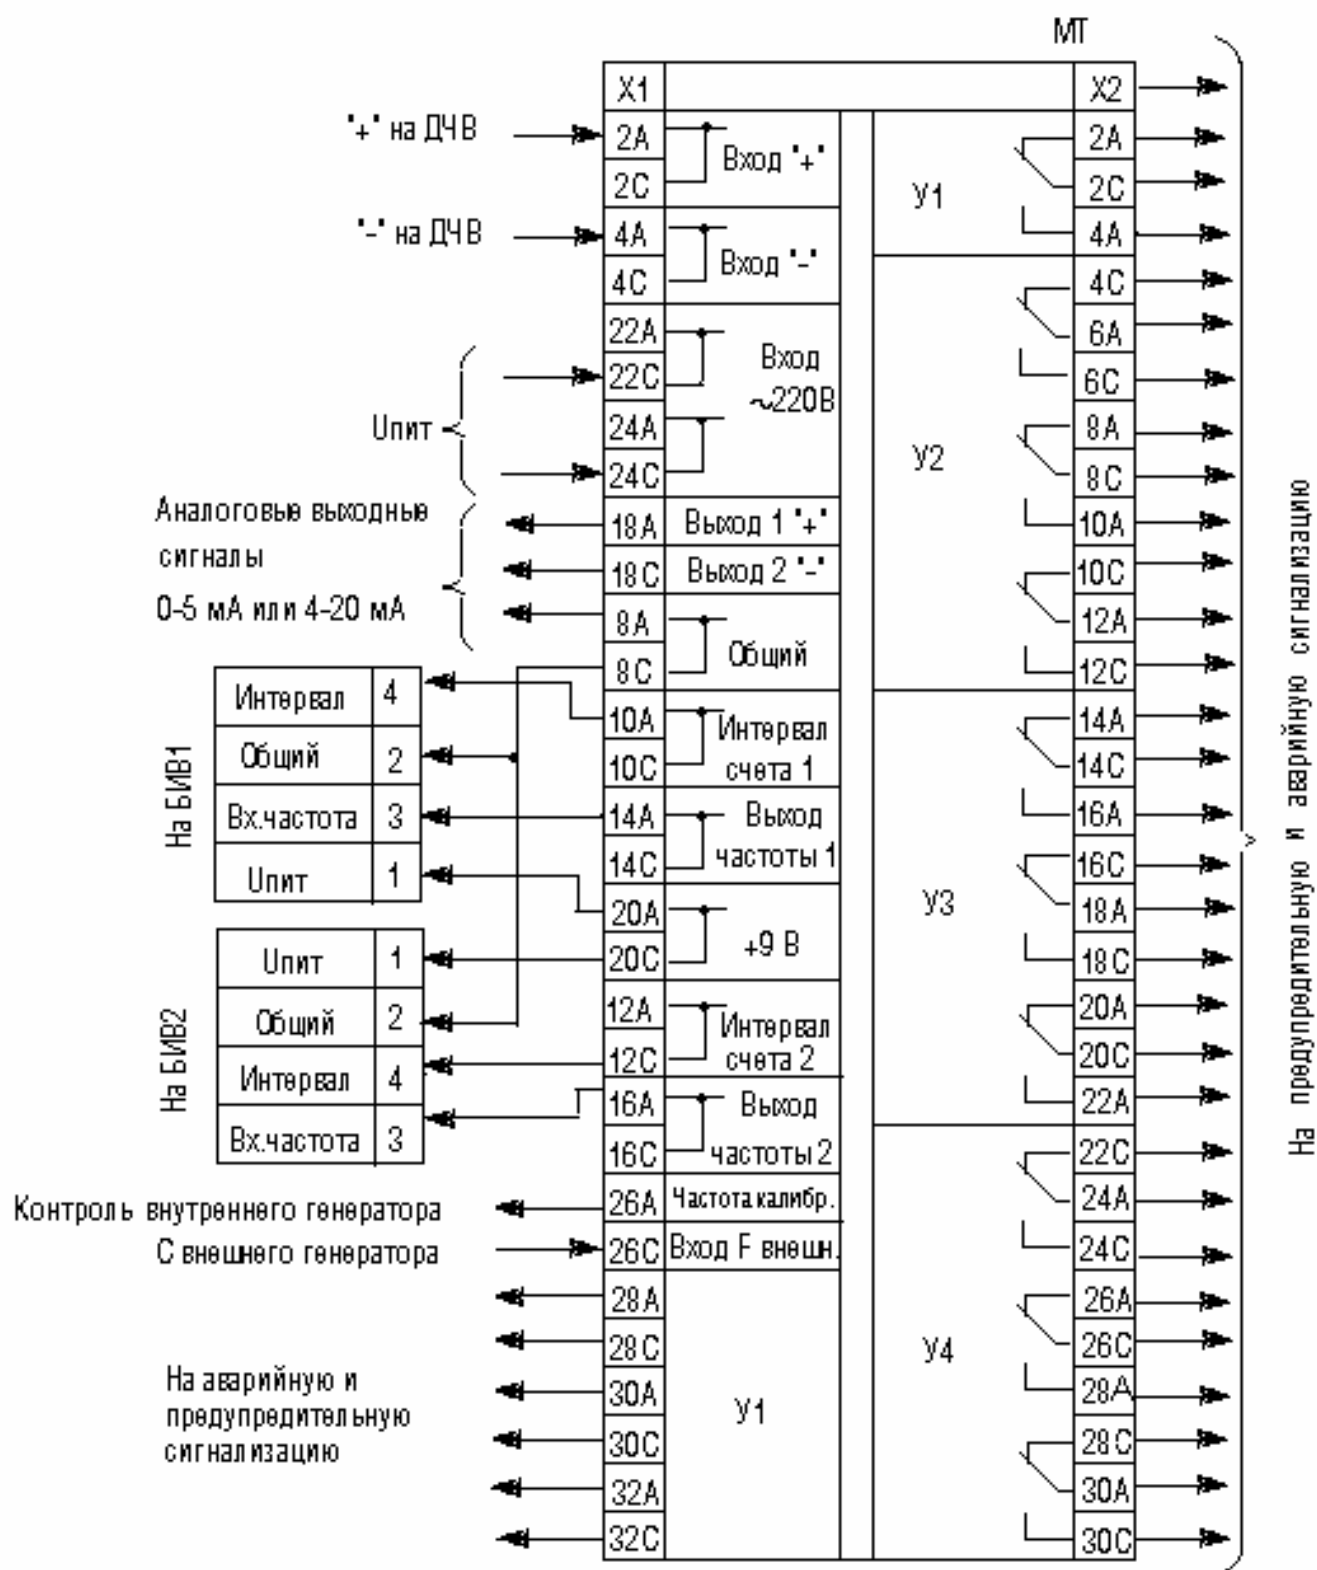 МТ
Х1
Х2
"+" на ДЧВ
2А
2С
Вход "+"
"-" на ДЧВ
4А
4С
Вход "-"
Uпит
22А
22С
24А
24С
Вход
~220В
Аналоговые выходные
сигналы
0-5 мА или 4-20 мА
18А
Выход 1 "+"
18С
Выход 2 "-"
8А
8С
Общий
10А
10С
Интервал
счета 1
14А
14С
Выход
частоты 1
20А
20С
+9 В
12А
12С
Интервал
счета 2
16А
16С
Выход
частоты 2
26А
Частота калибр.
26С
Вход F внешн.
28А
28С
30А
30С
32А
32С
У1
На БИВ1
Интервал 4
Общий 2
Вх.частота 3
Uпит 1
На БИВ2
Uпит 1
Общий 2
Интервал 4
Вх.частота 3
Контроль внутреннего генератора
С внешнего генератора
На аварийную и
предупредительную
сигнализацию
У1
2А
2С
4А
У2
4С
6А
6С
8А
8С
10А
10С
12А
12С
У3
14А
14С
16А
16С
18А
18С
20А
20С
22А
У4
22С
24А
24С
26А
26С
28А
28С
30А
30С
На предупредительную и аварийную сигнализацию